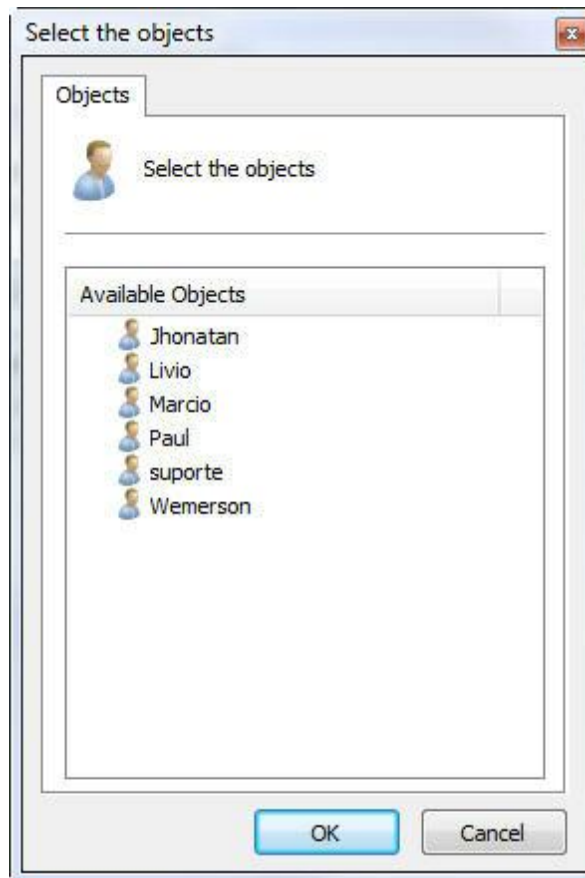 Select the objects
Objects
Select the objects
Available Objects
Jhonatan
Livio
Marcio
Paul
suporte
Wemerson
OK Cancel